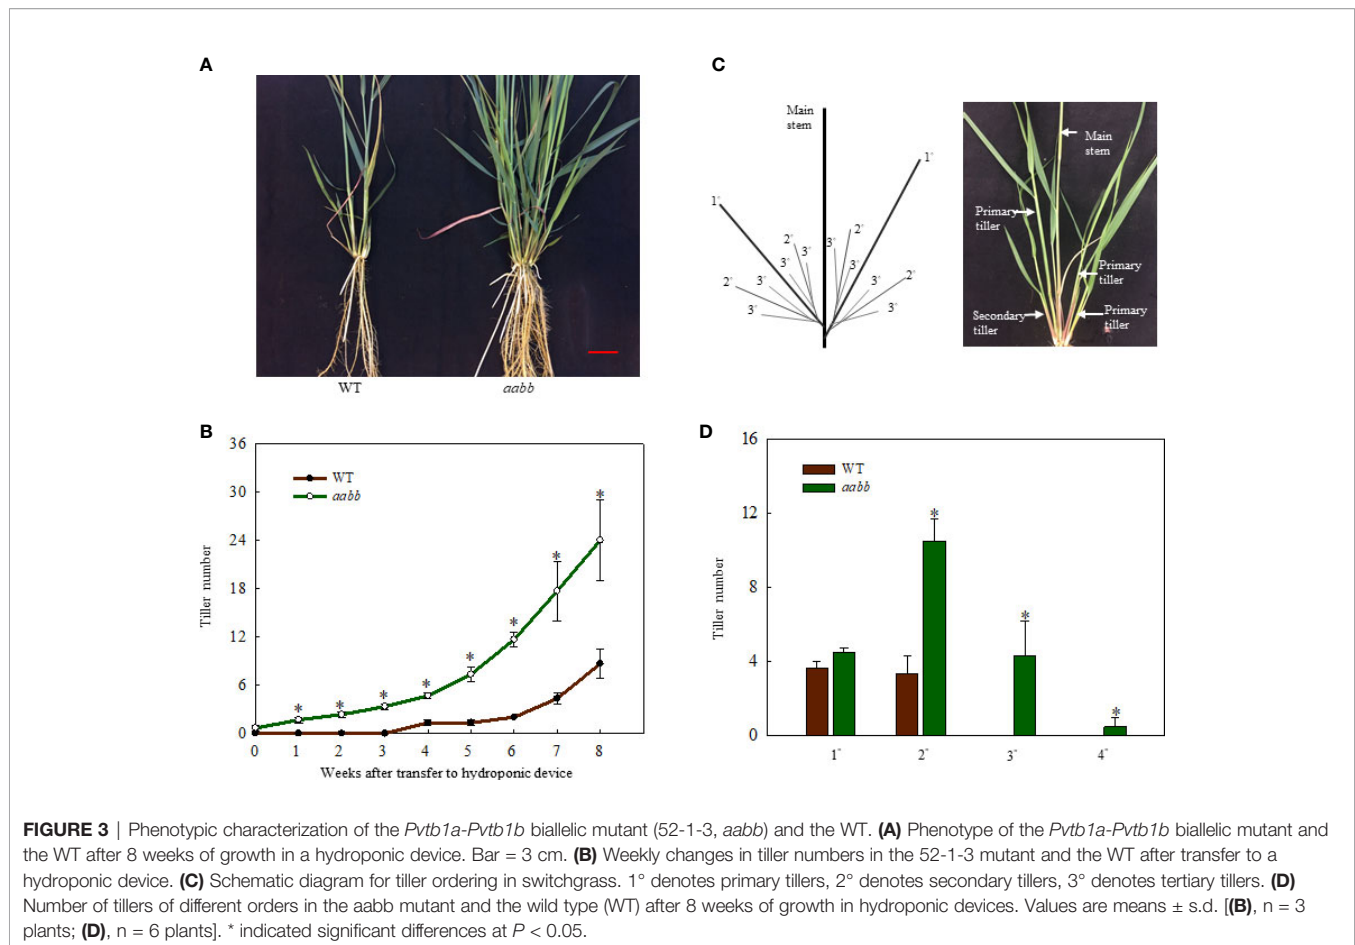 A
WT
aabb
C
Main
stem
1°
1°
2°
3°
3°
2°
3°
3°
2°
3°
3°
2°
3°
3°
Main
stem
Primary
tiller
Primary
tiller
Secondary
tiller
Primary
tiller
B
36
30
24
18
12
6
0
Tiller number
WT
aabb
*
*
*
*
*
*
*
*
0 1 2 3 4 5 6 7 8
Weeks after transfer to hydroponic device
D
16
12
8
4
0
Tiller number
WT
aabb
*
*
*
1° 2° 3° 4°
FIGURE 3 | Phenotypic characterization of the Pvtb1a-Pvtb1b biallelic mutant (52-1-3, aabb) and the WT. (A) Phenotype of the Pvtb1a-Pvtb1b biallelic mutant and
the WT after 8 weeks of growth in a hydroponic device. Bar = 3 cm. (B) Weekly changes in tiller numbers in the 52-1-3 mutant and the WT after transfer to a
hydroponic device. (C) Schematic diagram for tiller ordering in switchgrass. 1° denotes primary tillers, 2° denotes secondary tillers, 3° denotes tertiary tillers. (D)
Number of tillers of different orders in the aabb mutant and the wild type (WT) after 8 weeks of growth in hydroponic devices. Values are means ± s.d. [(B), n = 3
plants; (D), n = 6 plants]. * indicated significant differences at P < 0.05.